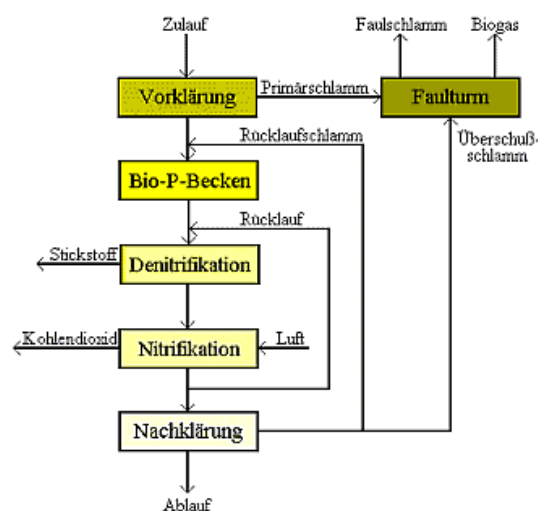 Zulauf
Faulschlamm
Biogas
Vorklärung
Primärschlamm
Faulturm
Rücklaufschlamm
Überschuß-
schlamm
Bio-P-Becken
Rücklauf
Stickstoff
Denitrifikation
Kohlendioxid
Nitrifikation
Luft
Nachklärung
Ablauf